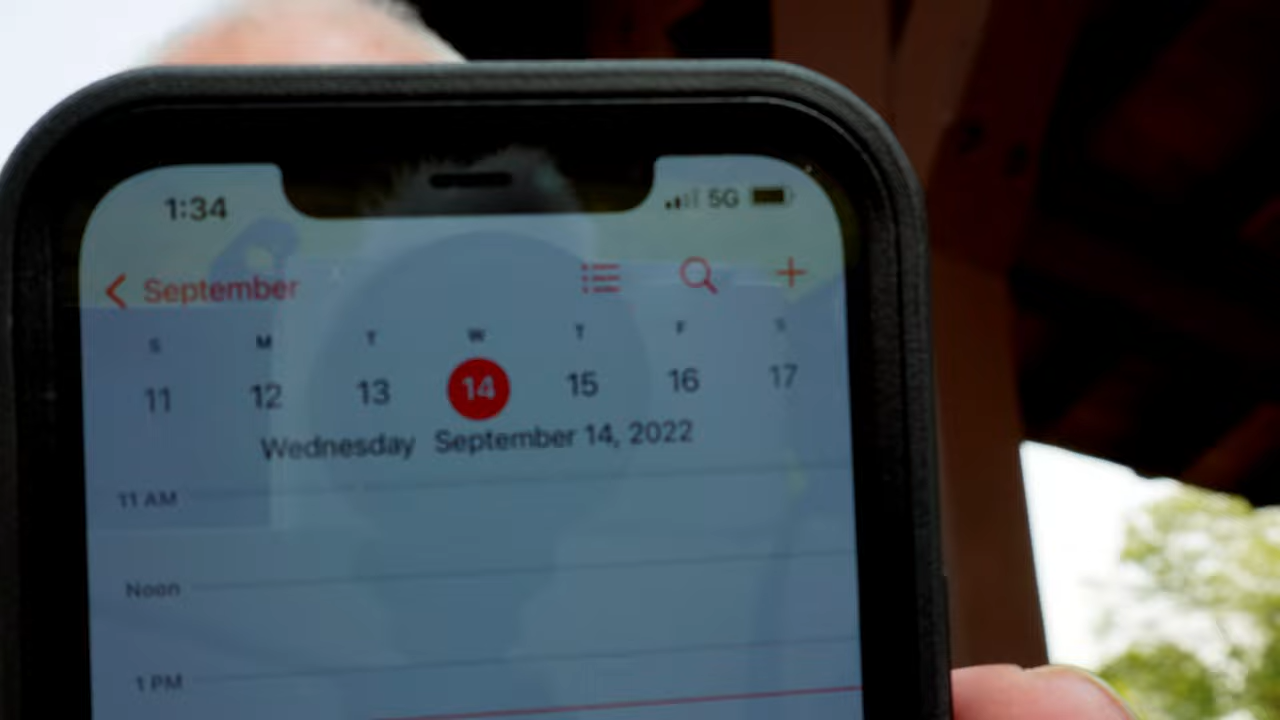 1:34 5G
September
S M T W T F S
11 12 13 14 15 16 17
Wednesday September 14, 2022
11 AM
Noon
1 PM